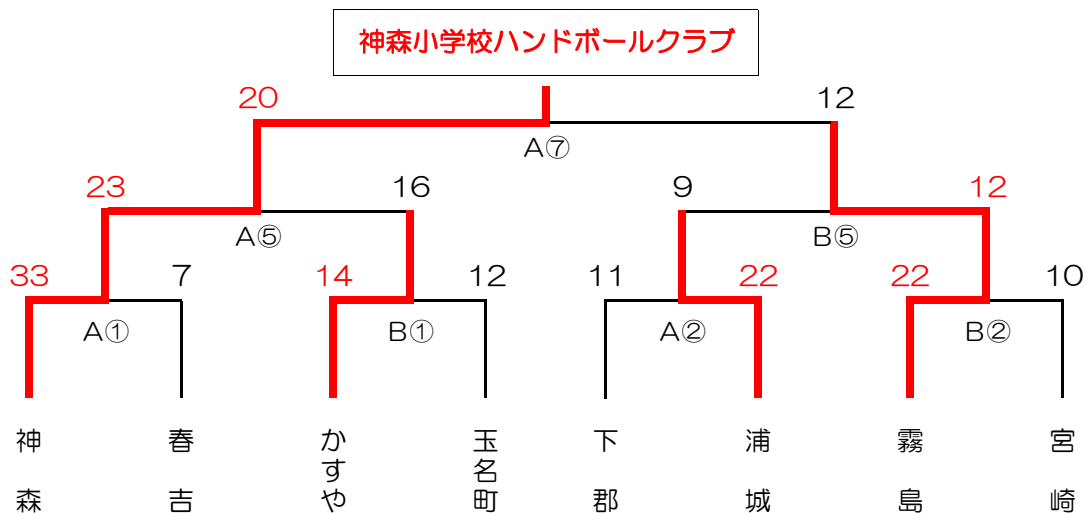 神森小学校ハンドボールクラブ
20 12
A⑦
23 16 9 12
A⑤ B⑤
33 7 14 12 11 22 22 10
A① B① A② B②
神森 春吉 かすや 玉名町 下郡 浦城 霧島 宮崎